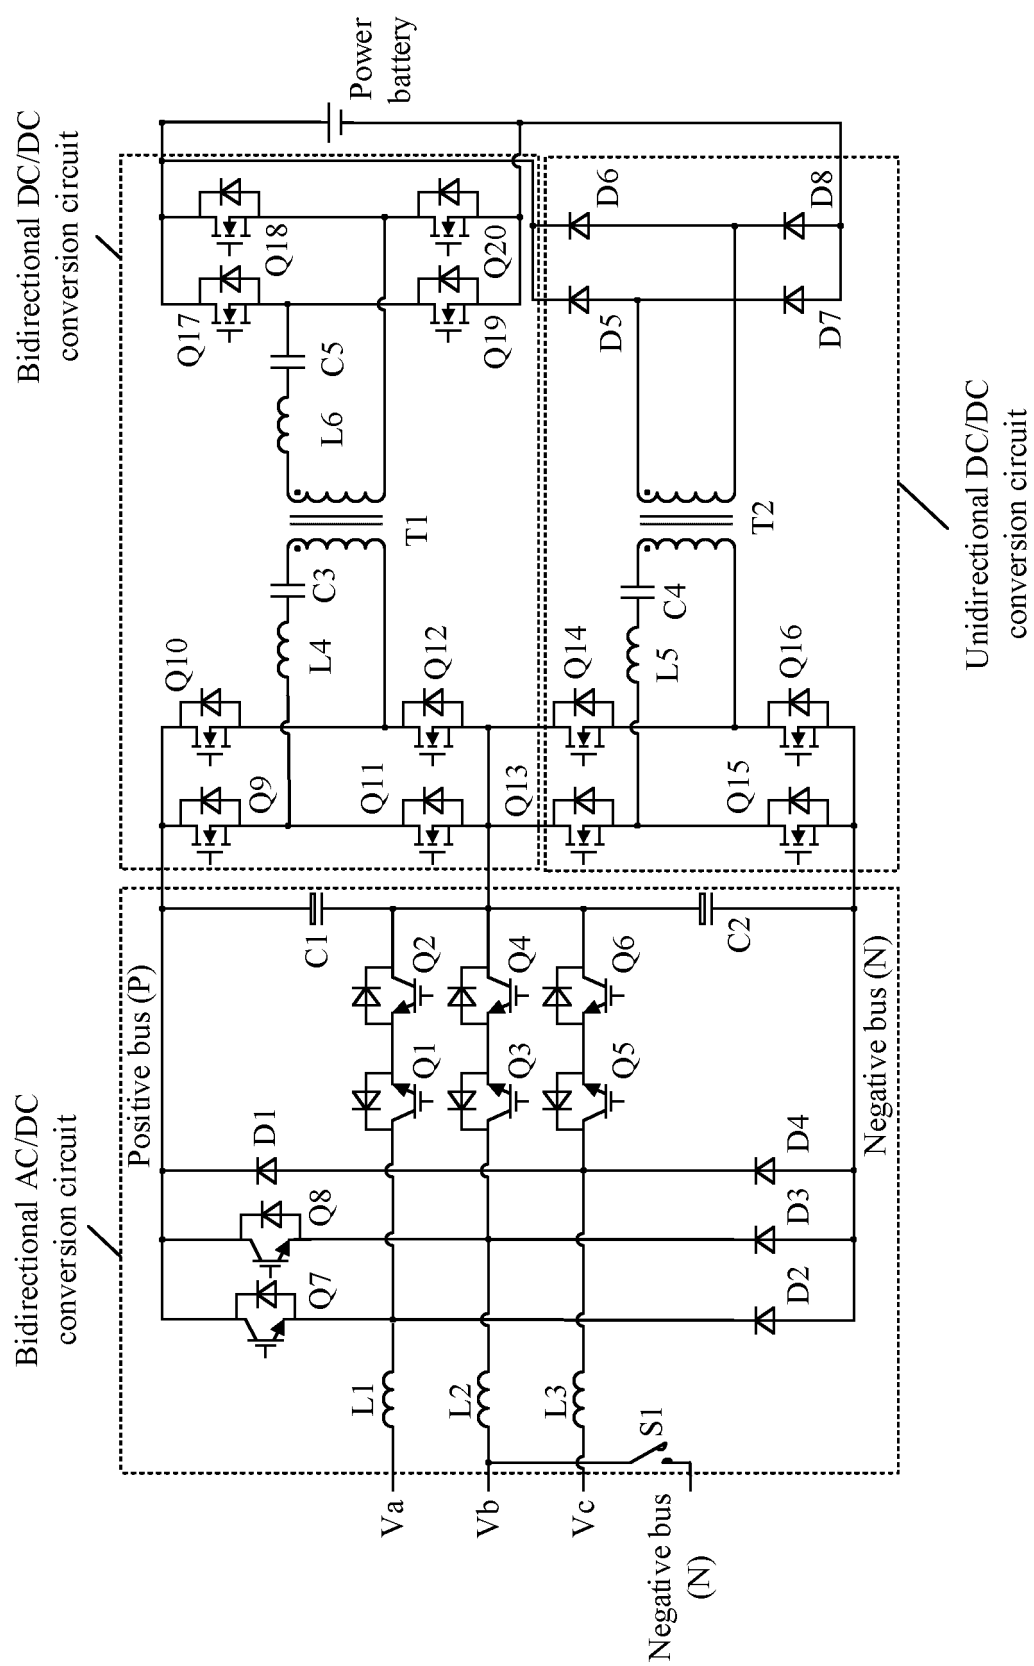 Bidirectional AC/DC
conversion circuit
Bidirectional DC/DC
conversion circuit
Positive bus (P)
D1
Q8
Q7
C1
Q10
Q9
L4
C3
T1
L6
C5
Q17
Q18
Power
battery
Q11
Q12
Q19
Q20
Va
L1
Q1
Q2
Vb
L2
Q3
Q4
Vc
L3
Q5
Q6
S1
Negative bus
(N)
D2
D3
D4
C2
Negative bus (N)
Q13
Q14
L5
C4
T2
Q15
Q16
D5
D6
D7
D8
Unidirectional DC/DC
conversion circuit